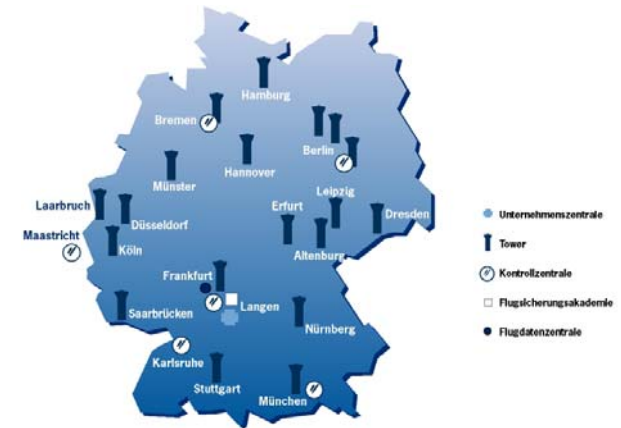 Hamburg
Bremen
Berlin
Hannover
Münster
Leipzig
Laarbruch
Erfurt
Dresden
Düsseldorf
Maastricht
Köln
Altenburg
Frankfurt
Langen
Saarbrücken
Nürnberg
Karlsruhe
Stuttgart
München
Unternehmenszentrale
Tower
Kontrollzentrale
Flugsicherungsakademie
Flugdatenzentrale